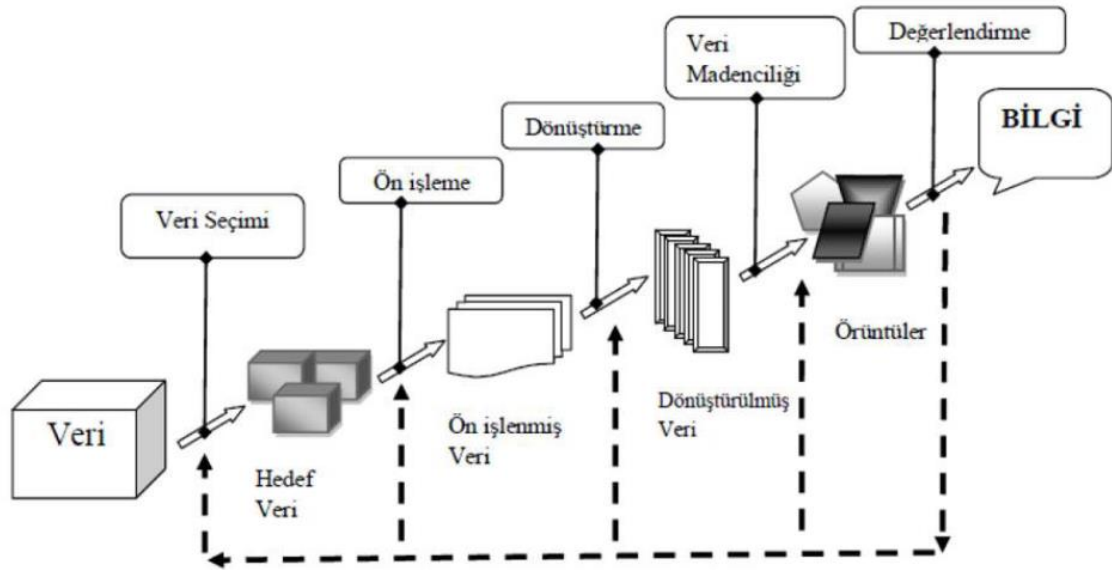 Değerlendirme
Veri
Madenciliği
BİLGİ
Dönüştürme
Ön işleme
Veri Seçimi
Örüntüler
Dönüştürülmüş
Veri
Ön işlenmiş
Veri
Veri
Hedef
Veri